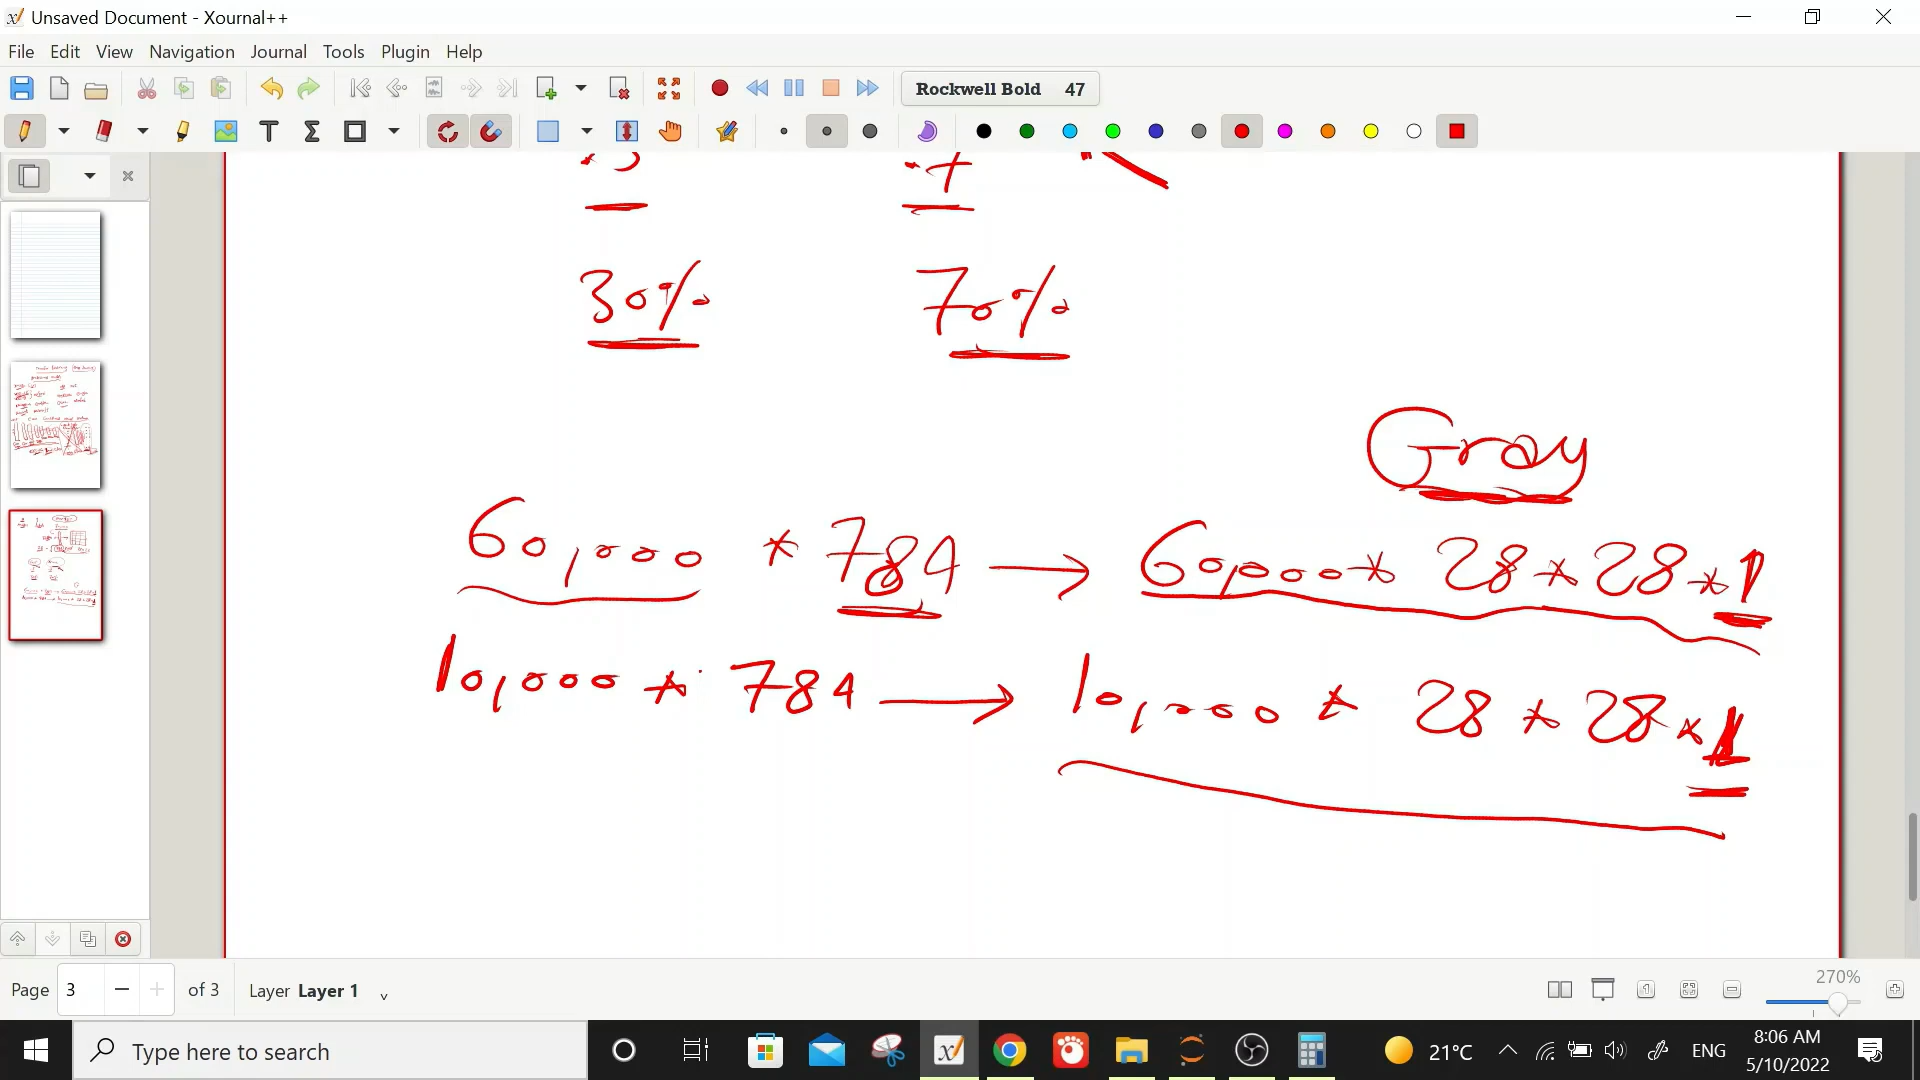 Unsaved Document - Xournal++
File Edit View Navigation Journal Tools Plugin Help
Rockwell Bold 47
30% 70%
Gray
60,000 * 784 → 60,000 * 28 * 28 * 1
10,000 * 784 → 10,000 * 28 * 28 * 1
Page 3 of 3 Layer Layer 1
270%
Type here to search
21°C ENG 8:06 AM
5/10/2022